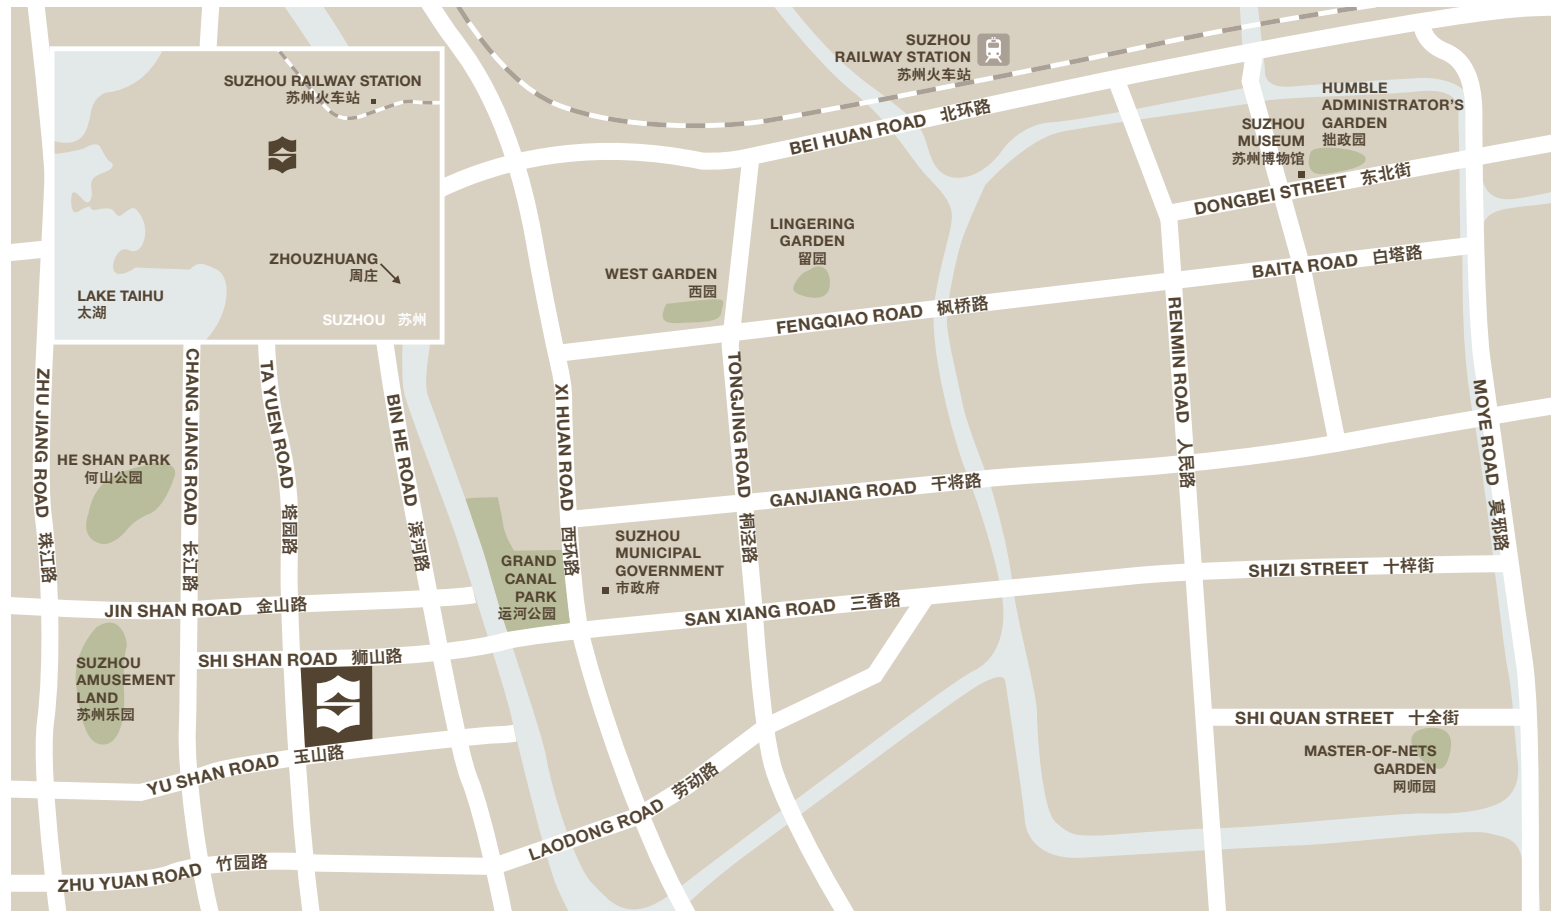 SUZHOU
RAILWAY STATION
苏州火车站
SUZHOU RAILWAY STATION
苏州火车站
ZHOUZHUANG
周庄
LAKE TAIHU
太湖
SUZHOU 苏州
BEI HUAN ROAD 北环路
HUMBLE
ADMINISTRATOR'S
GARDEN
拙政园
SUZHOU
MUSEUM
苏州博物馆
DONGBEI STREET 东北街
LINGERING
GARDEN
留园
WEST GARDEN
西园
BAITA ROAD 白塔路
FENGQIAO ROAD 枫桥路
ZHU JIANG ROAD 珠江路
CHANG JIANG ROAD 长江路
TA YUEN ROAD 塔园路
BIN HE ROAD 滨河路
XI HUAN ROAD 西环路
TONGJING ROAD 桐泾路
RENMIN ROAD 人民路
MOYE ROAD 莫邪路
HE SHAN PARK
何山公园
GANJIANG ROAD 干将路
GRAND
CANAL
PARK
运河公园
SUZHOU
MUNICIPAL
GOVERNMENT
市政府
SHIZI STREET 十梓街
JIN SHAN ROAD 金山路
SAN XIANG ROAD 三香路
SHI SHAN ROAD 狮山路
SUZHOU
AMUSEMENT
LAND
苏州乐园
SHI QUAN STREET 十全街
MASTER-OF-NETS
GARDEN
网师园
YU SHAN ROAD 玉山路
LAODONG ROAD 劳动路
ZHU YUAN ROAD 竹园路